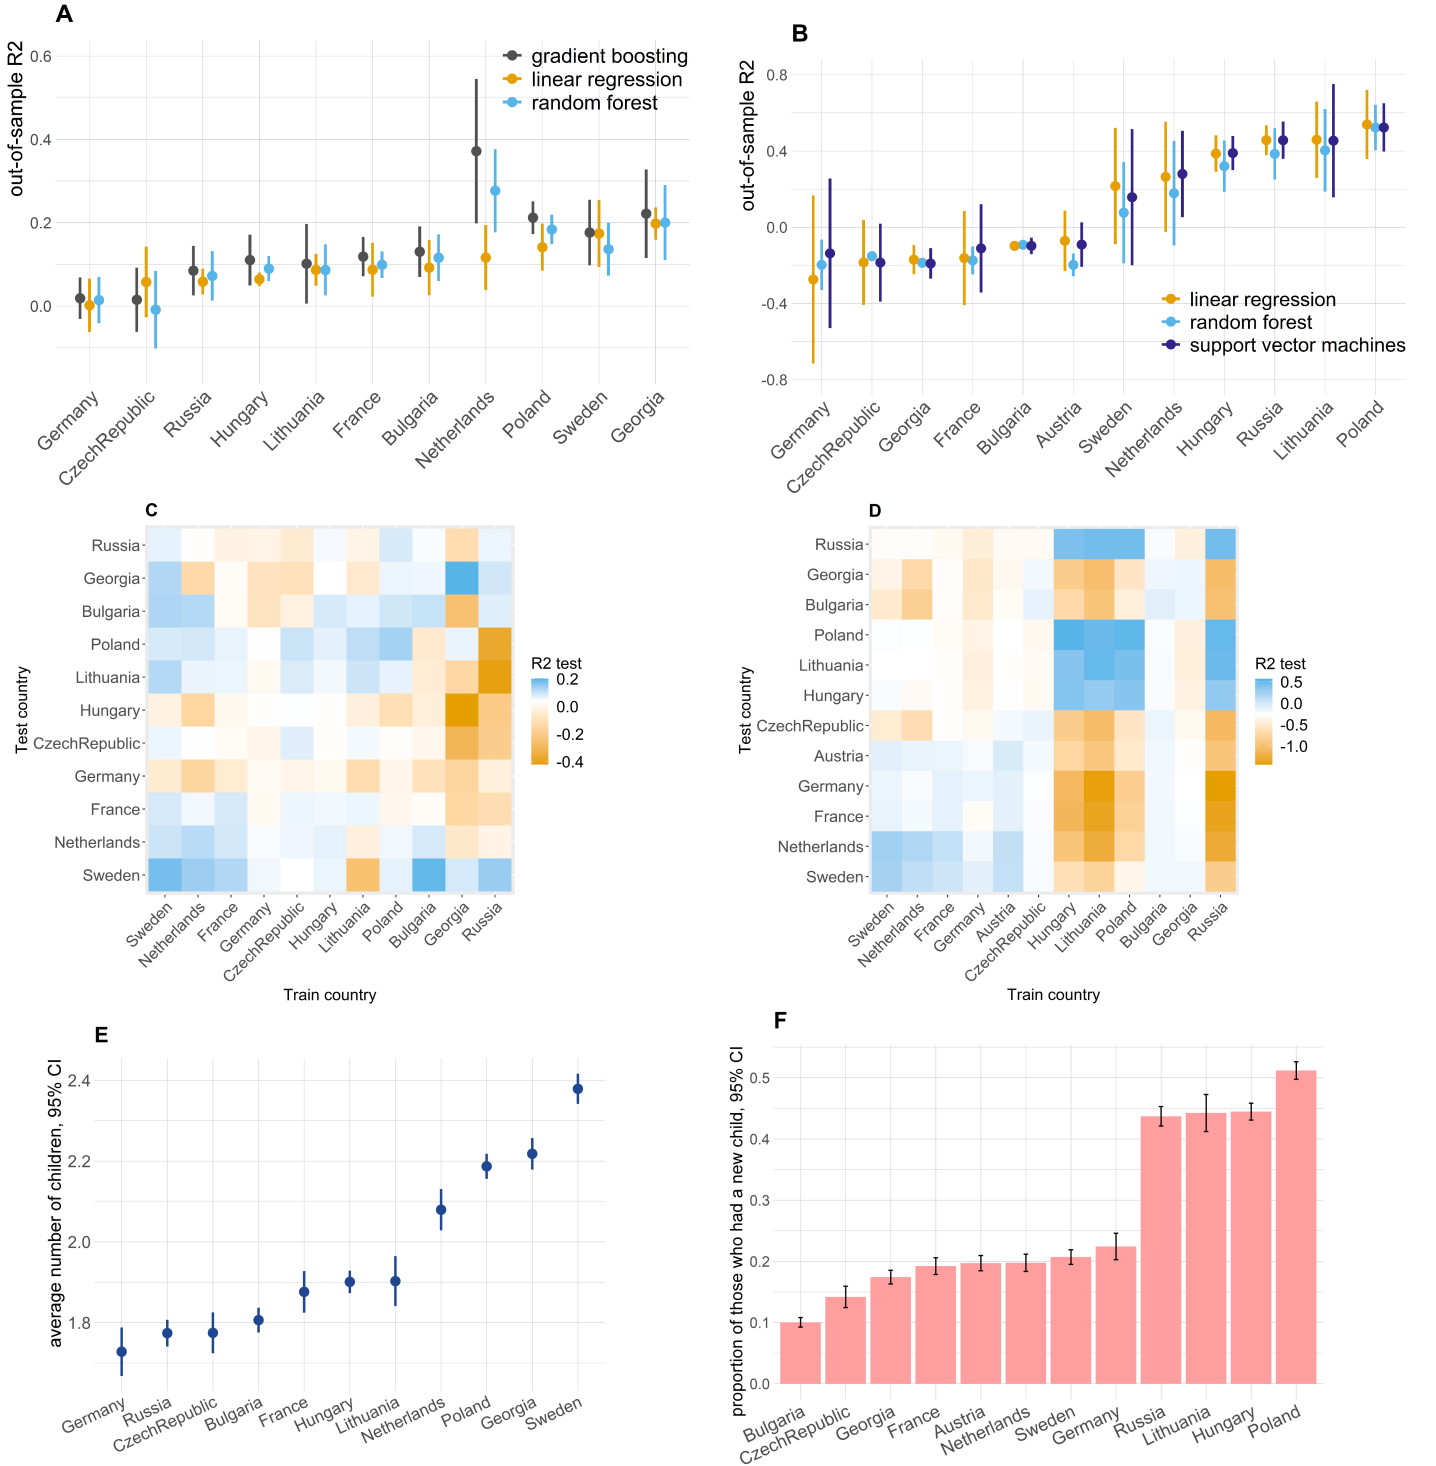 A
out-of-sample R2
0.6
0.4
0.2
0.0
gradient boosting
linear regression
random forest
Germany
CzechRepublic
Russia
Hungary
Lithuania
France
Bulgaria
Netherlands
Poland
Sweden
Georgia
B
out-of-sample R2
0.8
0.4
0.0
-0.4
-0.8
linear regression
random forest
support vector machines
Germany
CzechRepublic
Georgia
France
Bulgaria
Austria
Sweden
Netherlands
Hungary
Russia
Lithuania
Poland
C
Test country
Russia
Georgia
Bulgaria
Poland
Lithuania
Hungary
CzechRepublic
Germany
France
Netherlands
Sweden
Sweden
Netherlands
France
Germany
CzechRepublic
Hungary
Lithuania
Poland
Bulgaria
Georgia
Russia
Train country
R2 test
0.2
0.0
-0.2
-0.4
D
Test country
Russia
Georgia
Bulgaria
Poland
Lithuania
Hungary
CzechRepublic
Austria
Germany
France
Netherlands
Sweden
Sweden
Netherlands
France
Germany
Austria
CzechRepublic
Hungary
Lithuania
Poland
Bulgaria
Georgia
Russia
Train country
R2 test
0.5
0.0
-0.5
-1.0
E
average number of children, 95% CI
2.4
2.2
2.0
1.8
Germany
Russia
CzechRepublic
Bulgaria
France
Hungary
Lithuania
Netherlands
Poland
Georgia
Sweden
F
proportion of those who had a new child, 95% CI
0.5
0.4
0.3
0.2
0.1
0.0
Bulgaria
CzechRepublic
Georgia
France
Austria
Netherlands
Sweden
Germany
Russia
Lithuania
Hungary
Poland